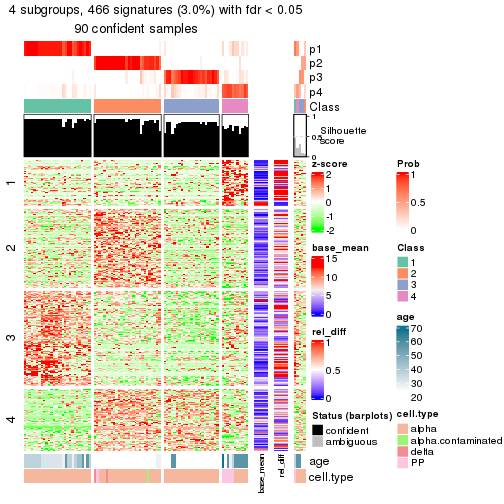 4 subgroups, 466 signatures (3.0%) with fdr < 0.05
90 confident samples
p1
p2
p3
p4
Class
1
0.5
0
Silhouette
score
1
2
3
4
z-score
2
1
0
-1
-2
base_mean
15
10
5
0
rel_diff
1
0.5
0
Status (barplots)
confident
ambiguous
Prob
1
0.5
0
Class
1
2
3
4
age
70
60
50
40
30
20
cell.type
alpha
alpha.contaminated
delta
PP
age
cell.type
base_mean
rel_diff